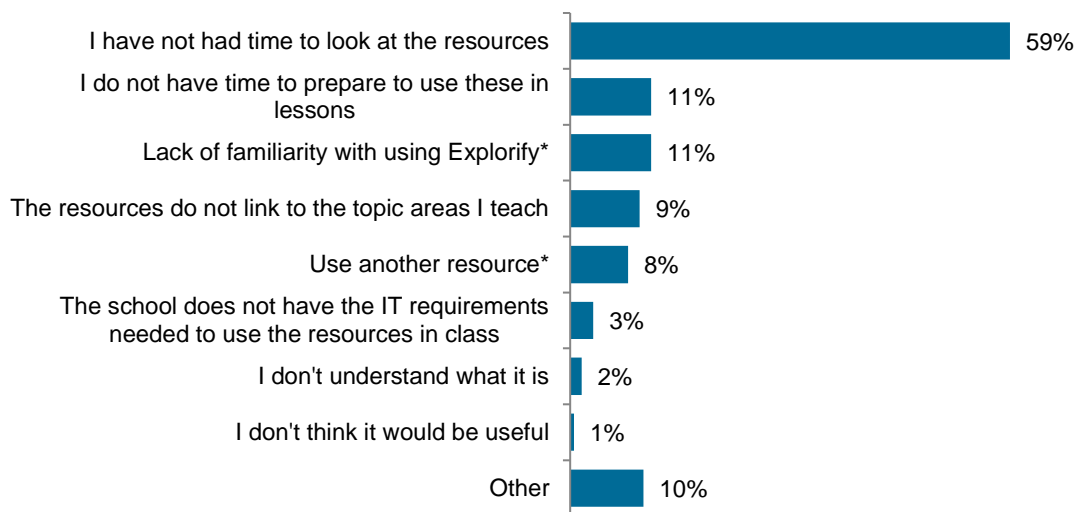 I have not had time to look at the resources
59%
I do not have time to prepare to use these in
lessons
11%
Lack of familiarity with using Explorify*
11%
The resources do not link to the topic areas I teach
9%
Use another resource*
8%
The school does not have the IT requirements
needed to use the resources in class
3%
I don't understand what it is
2%
I don't think it would be useful
1%
Other
10%